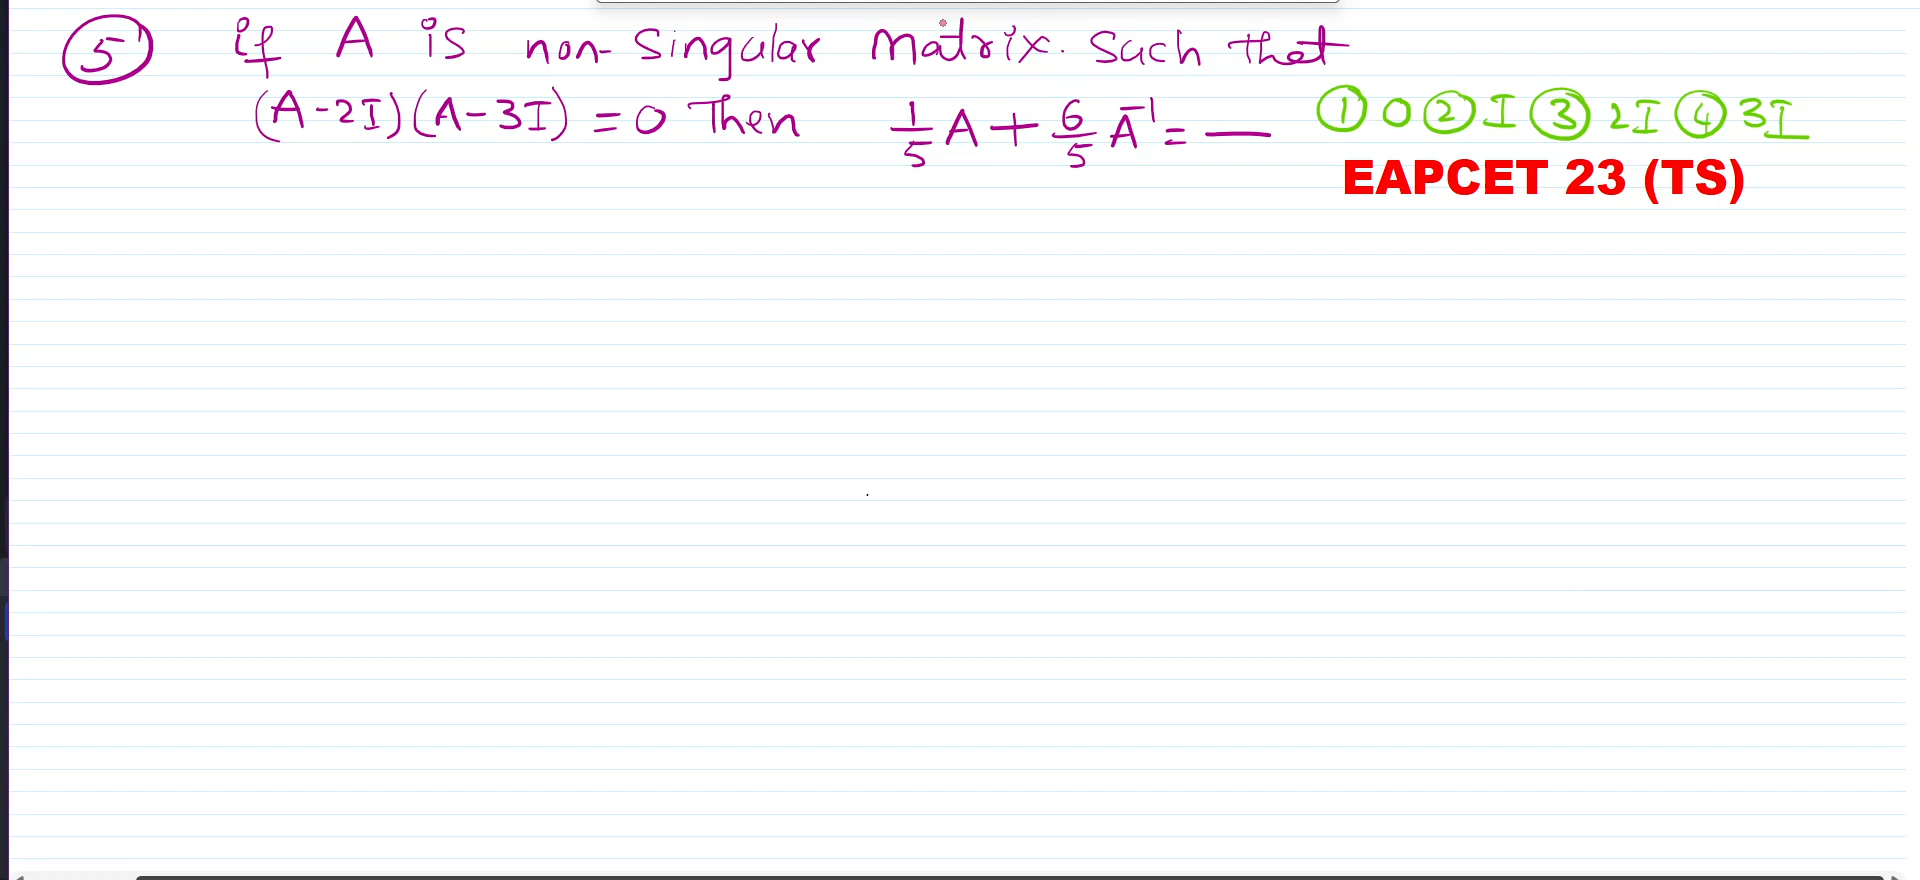 5 if A is non-Singular Matrix. Such that
(A-2I)(A-3I) = 0 Then 1/5 A + 6/5 A⁻¹ = — ① 0 ② I ③ 2I ④ 3I
EAPCET 23 (TS)